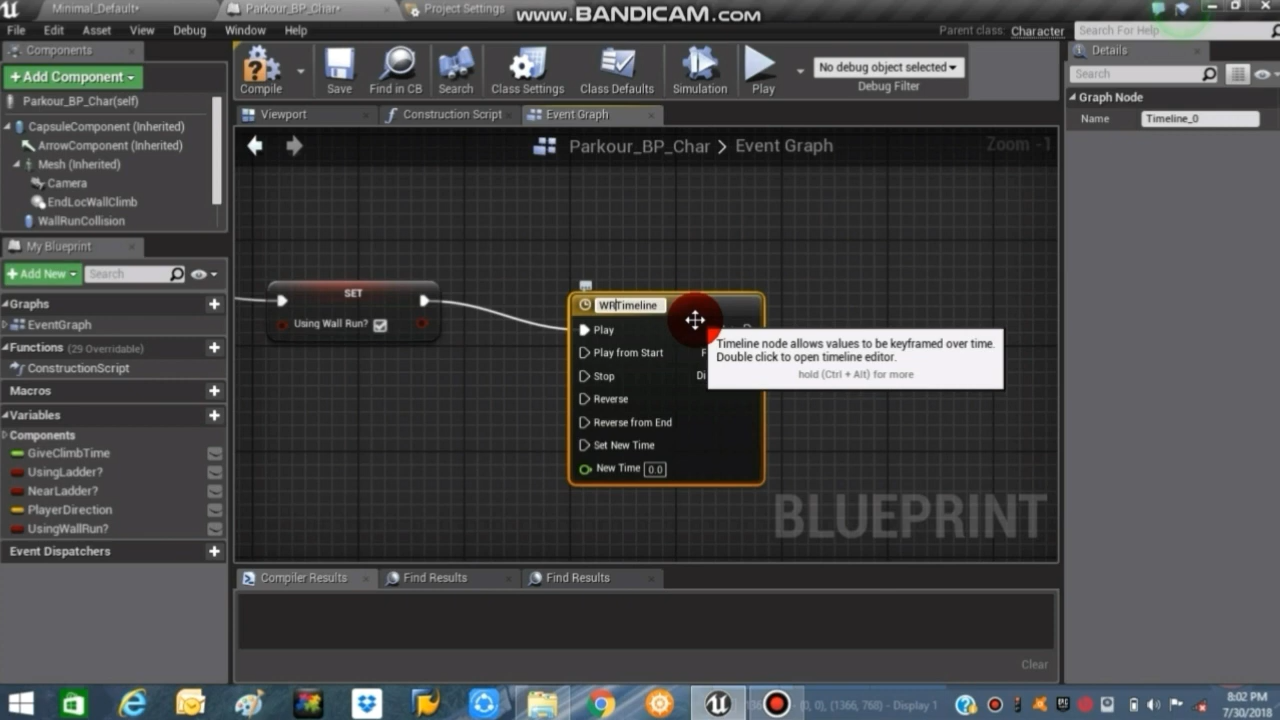 Minimal_Default*
Parkour_BP_Char*
Project Settings
www.BANDICAM.com
File Edit Asset View Debug Window Help
Parent class: Character
Search For Help
Components
+Add Component
Parkour_BP_Char(self)
CapsuleComponent (Inherited)
ArrowComponent (Inherited)
Mesh (Inherited)
Camera
EndLocWallClimb
WallRunCollision
Compile
Save
Find in CB
Search
Class Settings
Class Defaults
Simulation
Play
No debug object selected
Debug Filter
Details
Search
Graph Node
Name Timeline_0
Viewport
Construction Script
Event Graph
Parkour_BP_Char > Event Graph
Zoom -1
My Blueprint
+Add New
Search
Graphs
EventGraph
Functions (29 Overridable)
ConstructionScript
Macros
Variables
Components
GiveClimbTime
UsingLadder?
NearLadder?
PlayerDirection
UsingWallRun?
Event Dispatchers
SET
Using Wall Run?
WRTimeline
Play
Play from Start
Stop
Reverse
Reverse from End
Set New Time
New Time 0.0
Timeline node allows values to be keyframed over time.
Double click to open timeline editor.
hold (Ctrl + Alt) for more
BLUEPRINT
Compiler Results
Find Results
Find Results
Clear
(0, 0), (1366, 768) - Display 1
8:02 PM
7/30/2018